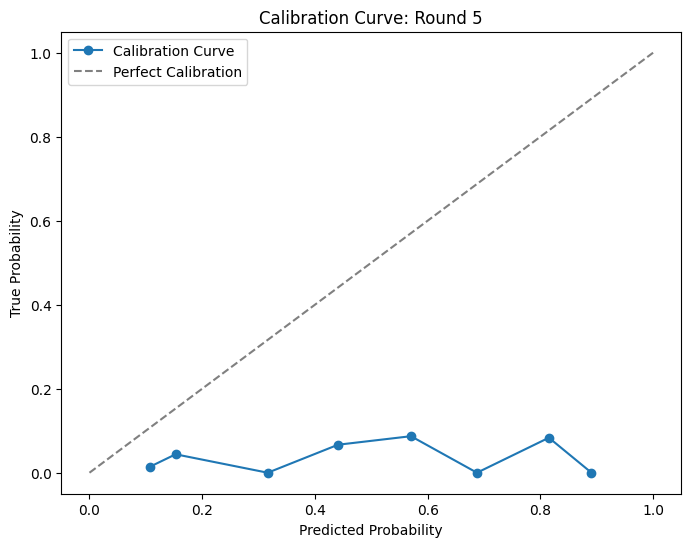 Calibration Curve: Round 5
Calibration Curve
Perfect Calibration
1.0
0.8
0.6
0.4
0.2
0.0
True Probability
0.0 0.2 0.4 0.6 0.8 1.0
Predicted Probability